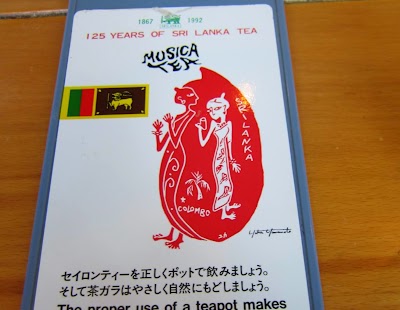 1867 1992
125 YEARS OF SRI LANKA TEA
MUSICA
TEA
SRI LANKA
COLOMBO
セイロンティーを正しくポットで飲みましょう。
そして茶ガラはやさしく自然にもどしましょう。
The proper use of a teapot makes